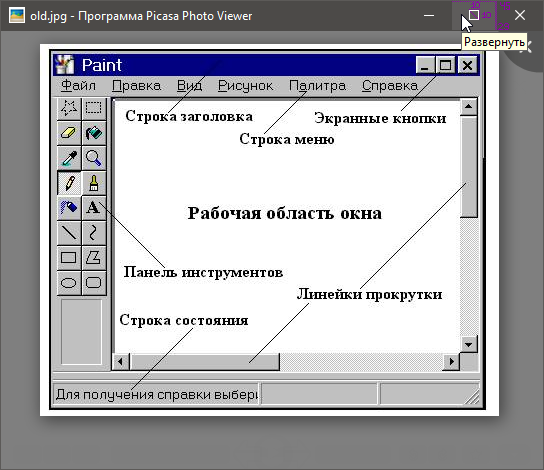 old.jpg - Программа Picasa Photo Viewer
Развернуть
Paint
Файл Правка Вид Рисунок Палитра Справка
Строка заголовка
Экранные кнопки
Строка меню
Рабочая область окна
A
Панель инструментов
Линейки прокрутки
Строка состояния
Для получения справки выбери